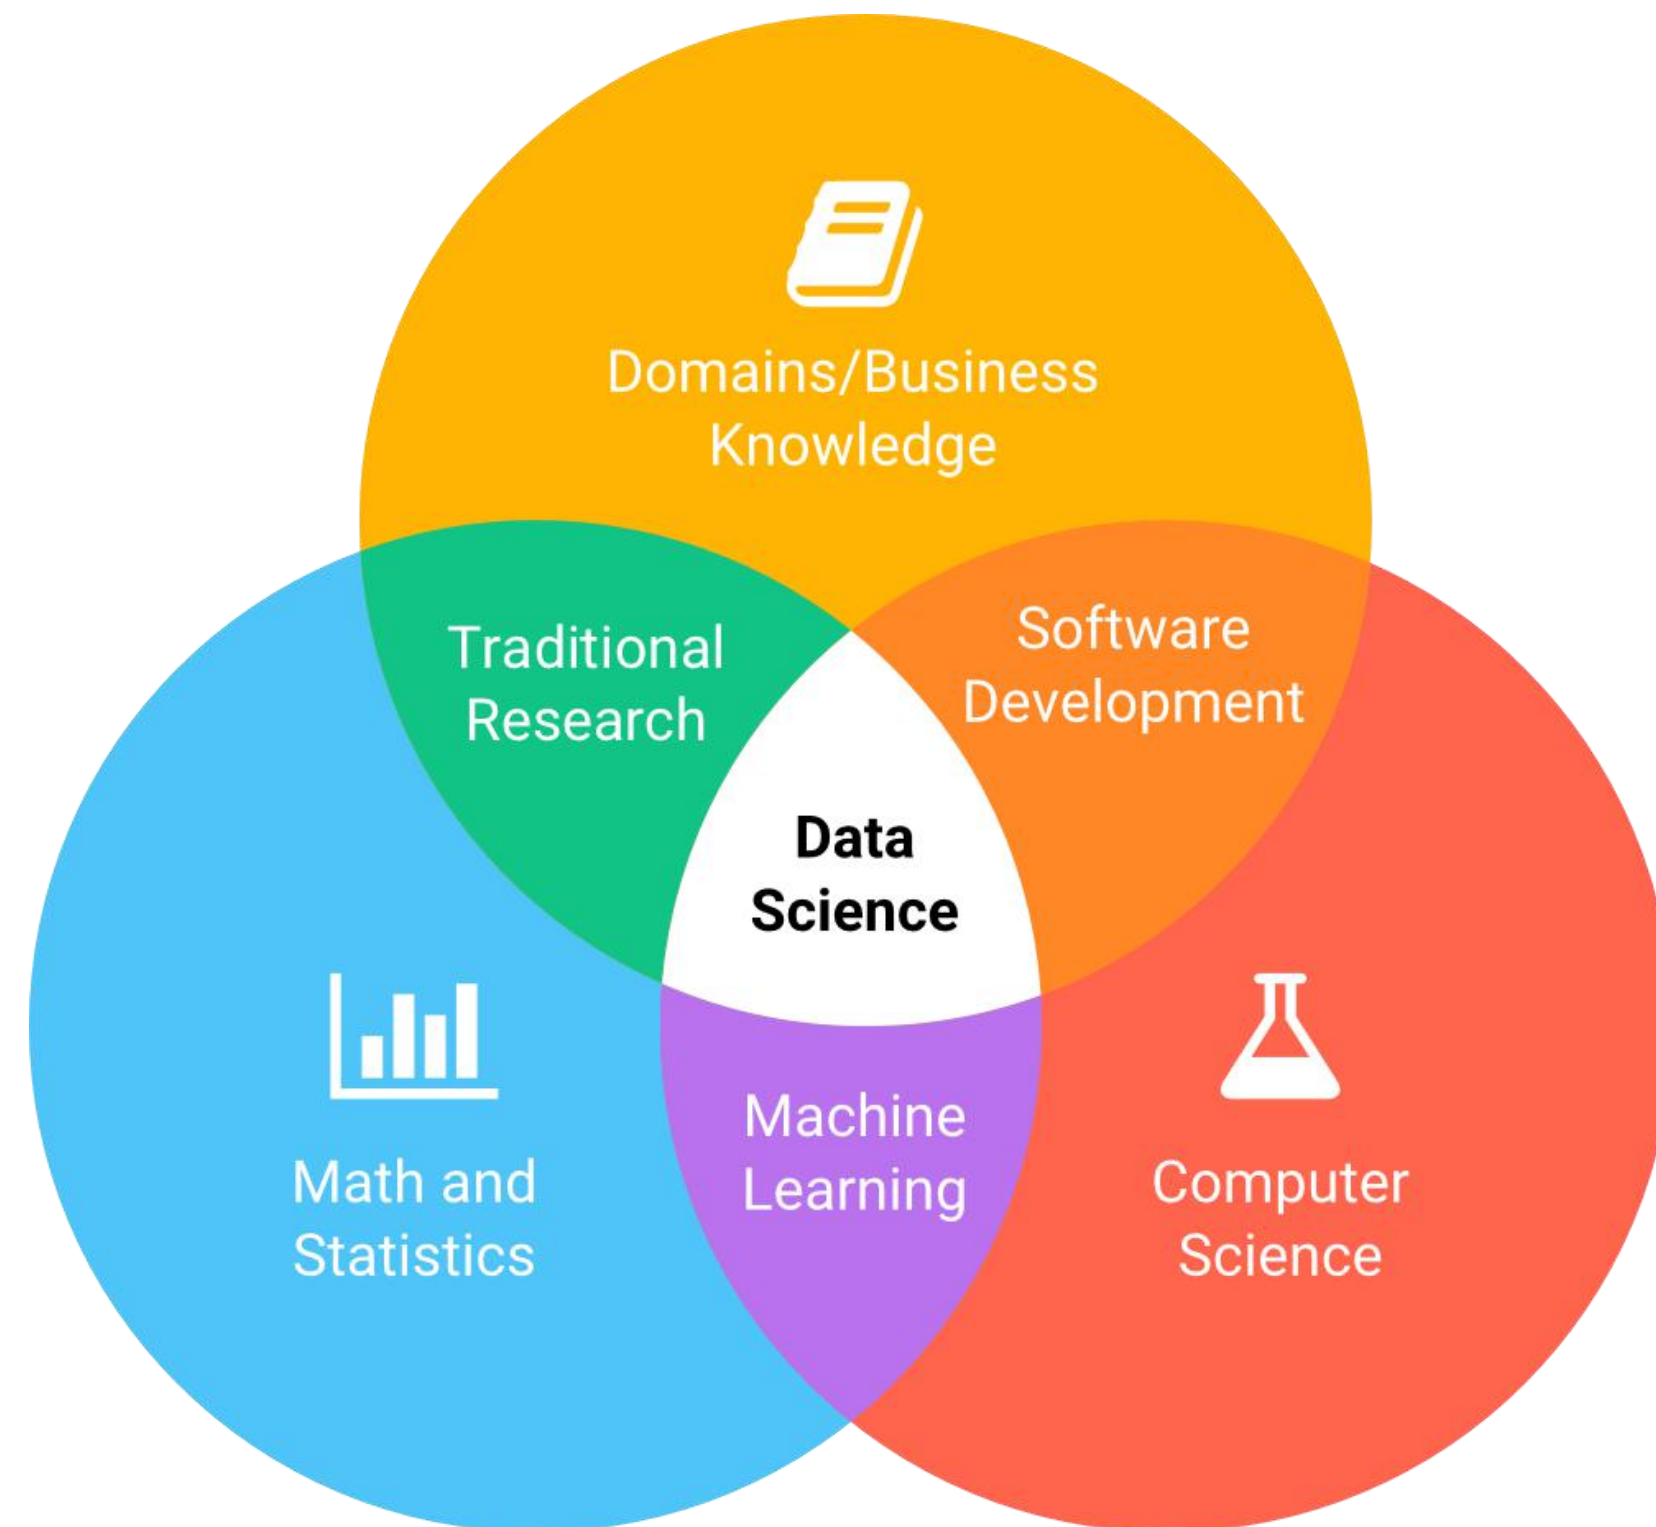 Domains/Business
Knowledge
Traditional
Research
Software
Development
Data
Science
Math and
Statistics
Machine
Learning
Computer
Science